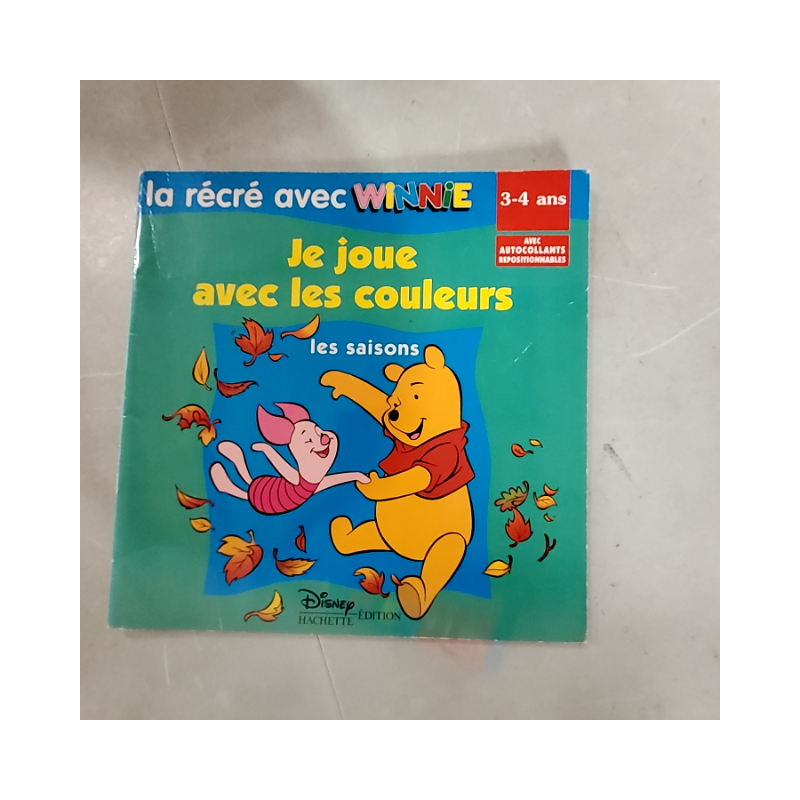 la récré avec WiNNiE
3-4 ans
AVEC
AUTOCOLLANTS
REPOSITIONNABLES
Je joue
avec les couleurs
les saisons
Disney
HACHETTE ÉDITION